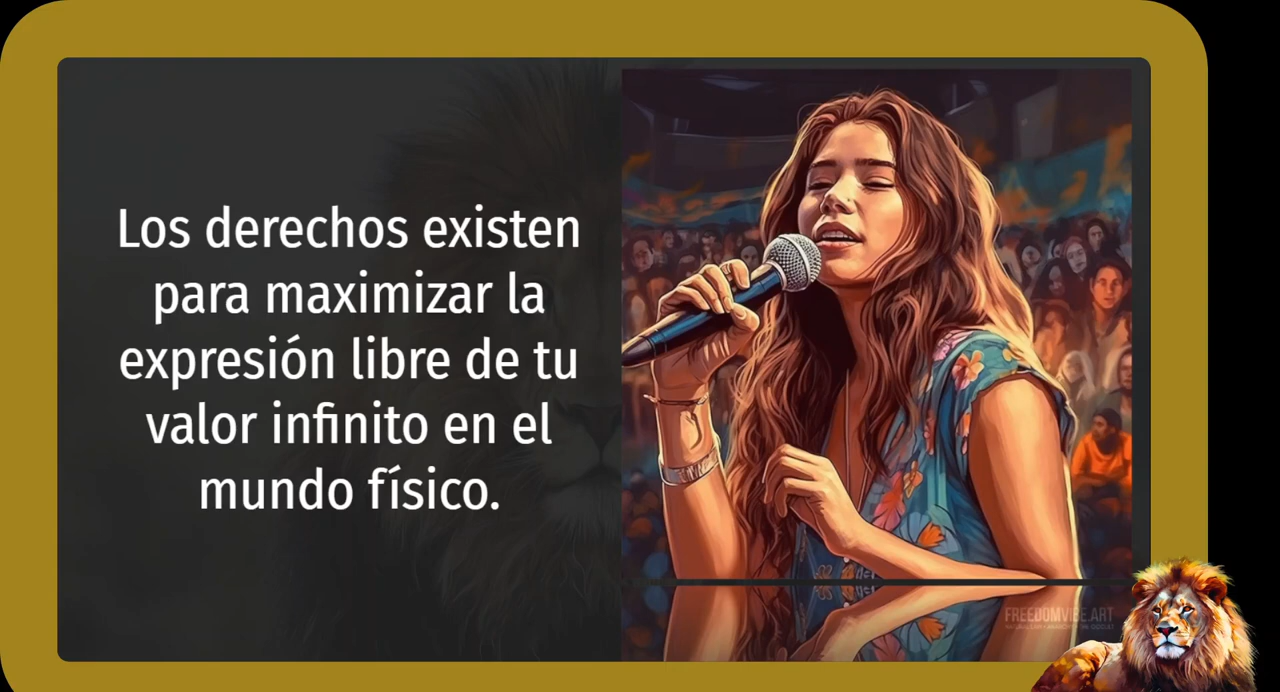 Los derechos existen
para maximizar la
expresión libre de tu
valor infinito en el
mundo físico.
FREEDOMVIBE.ART